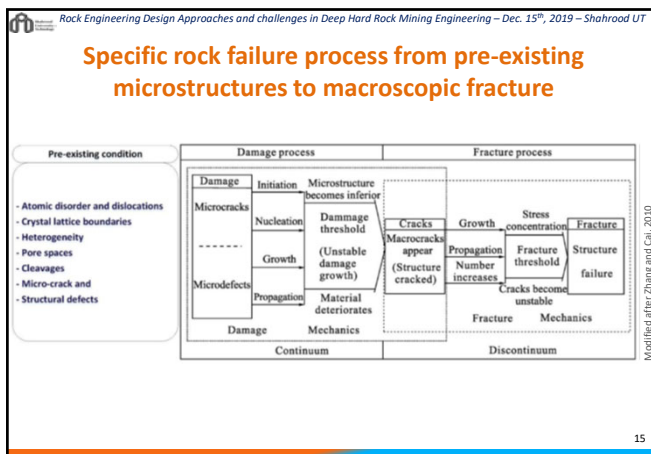 Rock Engineering Design Approaches and challenges in Deep Hard Rock Mining Engineering – Dec. 15th, 2019 – Shahrood UT
Specific rock failure process from pre-existing
microstructures to macroscopic fracture
Pre-existing condition
- Atomic disorder and dislocations
- Crystal lattice boundaries
- Heterogeneity
- Pore spaces
- Cleavages
- Micro-crack and
- Structural defects
Damage process
Fracture process
Damage
Microcracks
Microdefects
Initiation
Nucleation
Growth
Propagation
Microstructure
becomes inferior
Dammage
threshold
(Unstable
damage
growth)
Material
deteriorates
Damage Mechanics
Cracks
Macrocracks
appear
(Structure
cracked)
Growth
Propagation
Number
increases
Stress
concentration
Fracture
threshold
Cracks become
unstable
Fracture
Structure
failure
Fracture Mechanics
Continuum
Discontinuum
Modified after Zhang and Cai, 2010
15